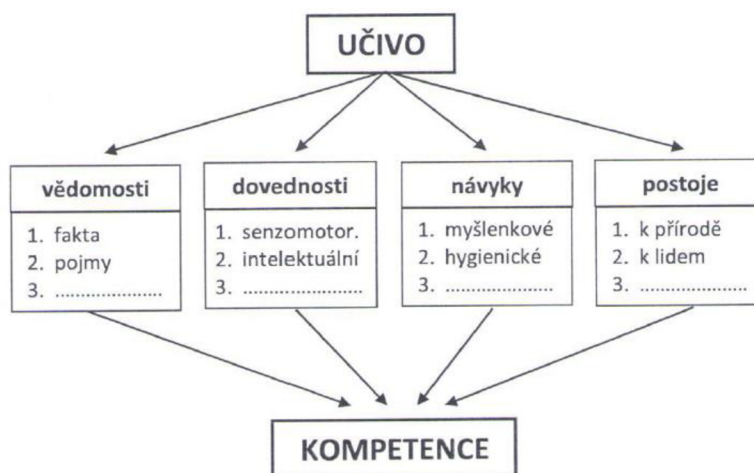 UČIVO
vědomosti
1. fakta
2. pojmy
3. .....................
dovednosti
1. senzomotor.
2. intelektuální
3. .....................
návyky
1. myšlenkové
2. hygienické
3. .....................
postoje
1. k přírodě
2. k lidem
3. .....................
KOMPETENCE